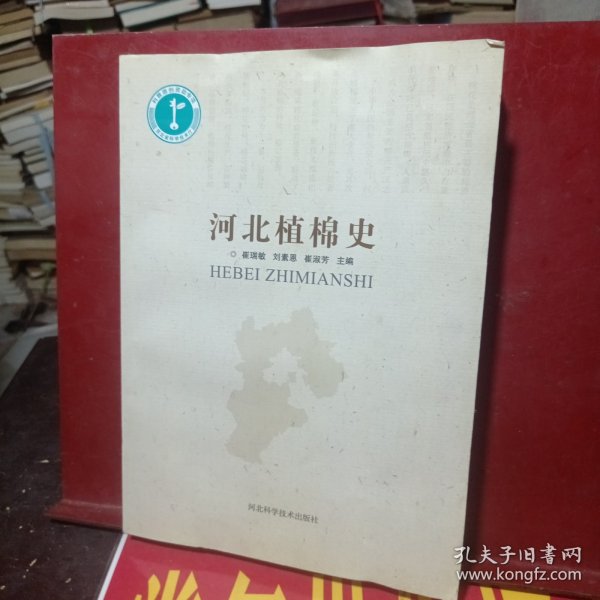 河北植棉史
崔瑞敏 刘素恩 崔淑芳 主编
HEBEI ZHIMIANSHI
河北科学技术出版社
孔夫子旧书网
www.kongfz.com